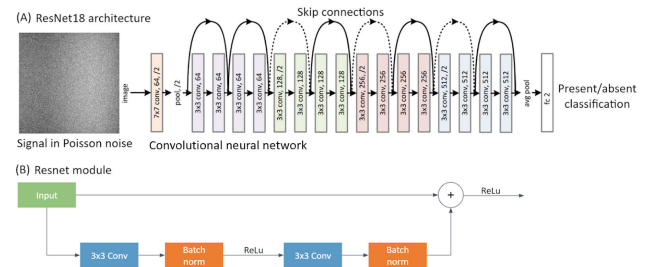 (A) ResNet18 architecture
Skip connections
image
7x7 conv, 64, /2
pool, /2
3x3 conv, 64
3x3 conv, 64
3x3 conv, 64
3x3 conv, 64
3x3 conv, 128, /2
3x3 conv, 128
3x3 conv, 128
3x3 conv, 128
3x3 conv, 256, /2
3x3 conv, 256
3x3 conv, 256
3x3 conv, 256
3x3 conv, 512, /2
3x3 conv, 512
3x3 conv, 512
3x3 conv, 512
avg pool
fc 2
Present/absent
classification
Signal in Poisson noise
Convolutional neural network
(B) Resnet module
Input
+
ReLu
3x3 Conv
Batch
norm
ReLu
3x3 Conv
Batch
norm